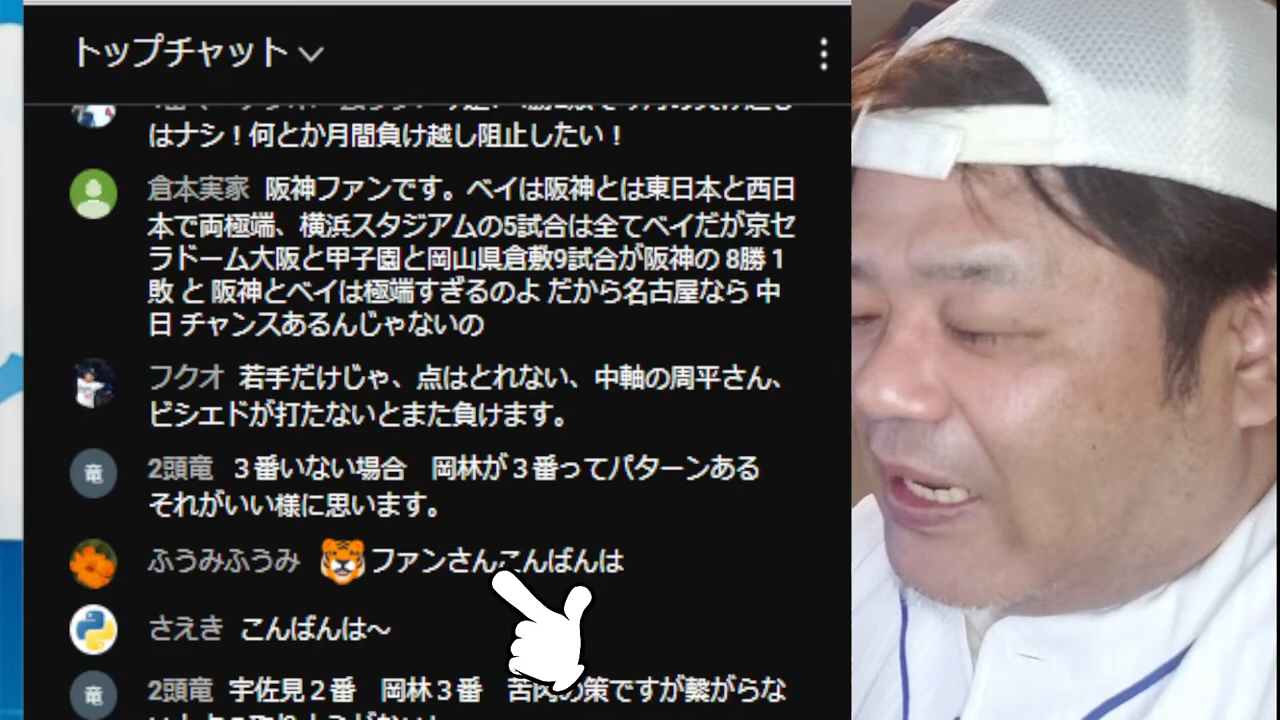 トップチャット
はナシ！何とか月間負け越し阻止したい！
倉本実家 阪神ファンです。ベイは阪神とは東日本と西日
本で両極端、横浜スタジアムの5試合は全てベイだが京セ
ラドーム大阪と甲子園と岡山県倉敷9試合が阪神の 8勝 1
敗 と 阪神とベイは極端すぎるのよ だから名古屋なら 中
日 チャンスあるんじゃないの
フクオ 若手だけじゃ、点はとれない、中軸の周平さん、
ビシエドが打たないとまた負けます。
竜 2頭竜 ３番いない場合　岡林が３番ってパターンある
それがいい様に思います。
ふうみふうみ 🐯ファンさんこんばんは
さえき こんばんは〜
竜 2頭竜 宇佐見２番　岡林３番　苦肉の策ですが繋がらな